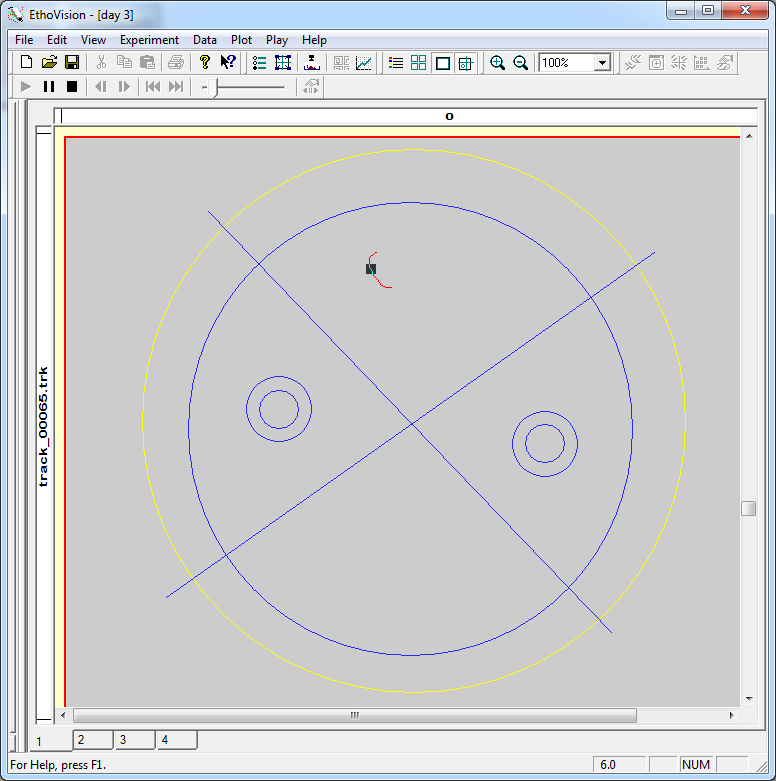 EthoVision - [day 3]
File Edit View Experiment Data Plot Play Help
100%
o
track_00065.trk
1 2 3 4
For Help, press F1. 6.0 NUM